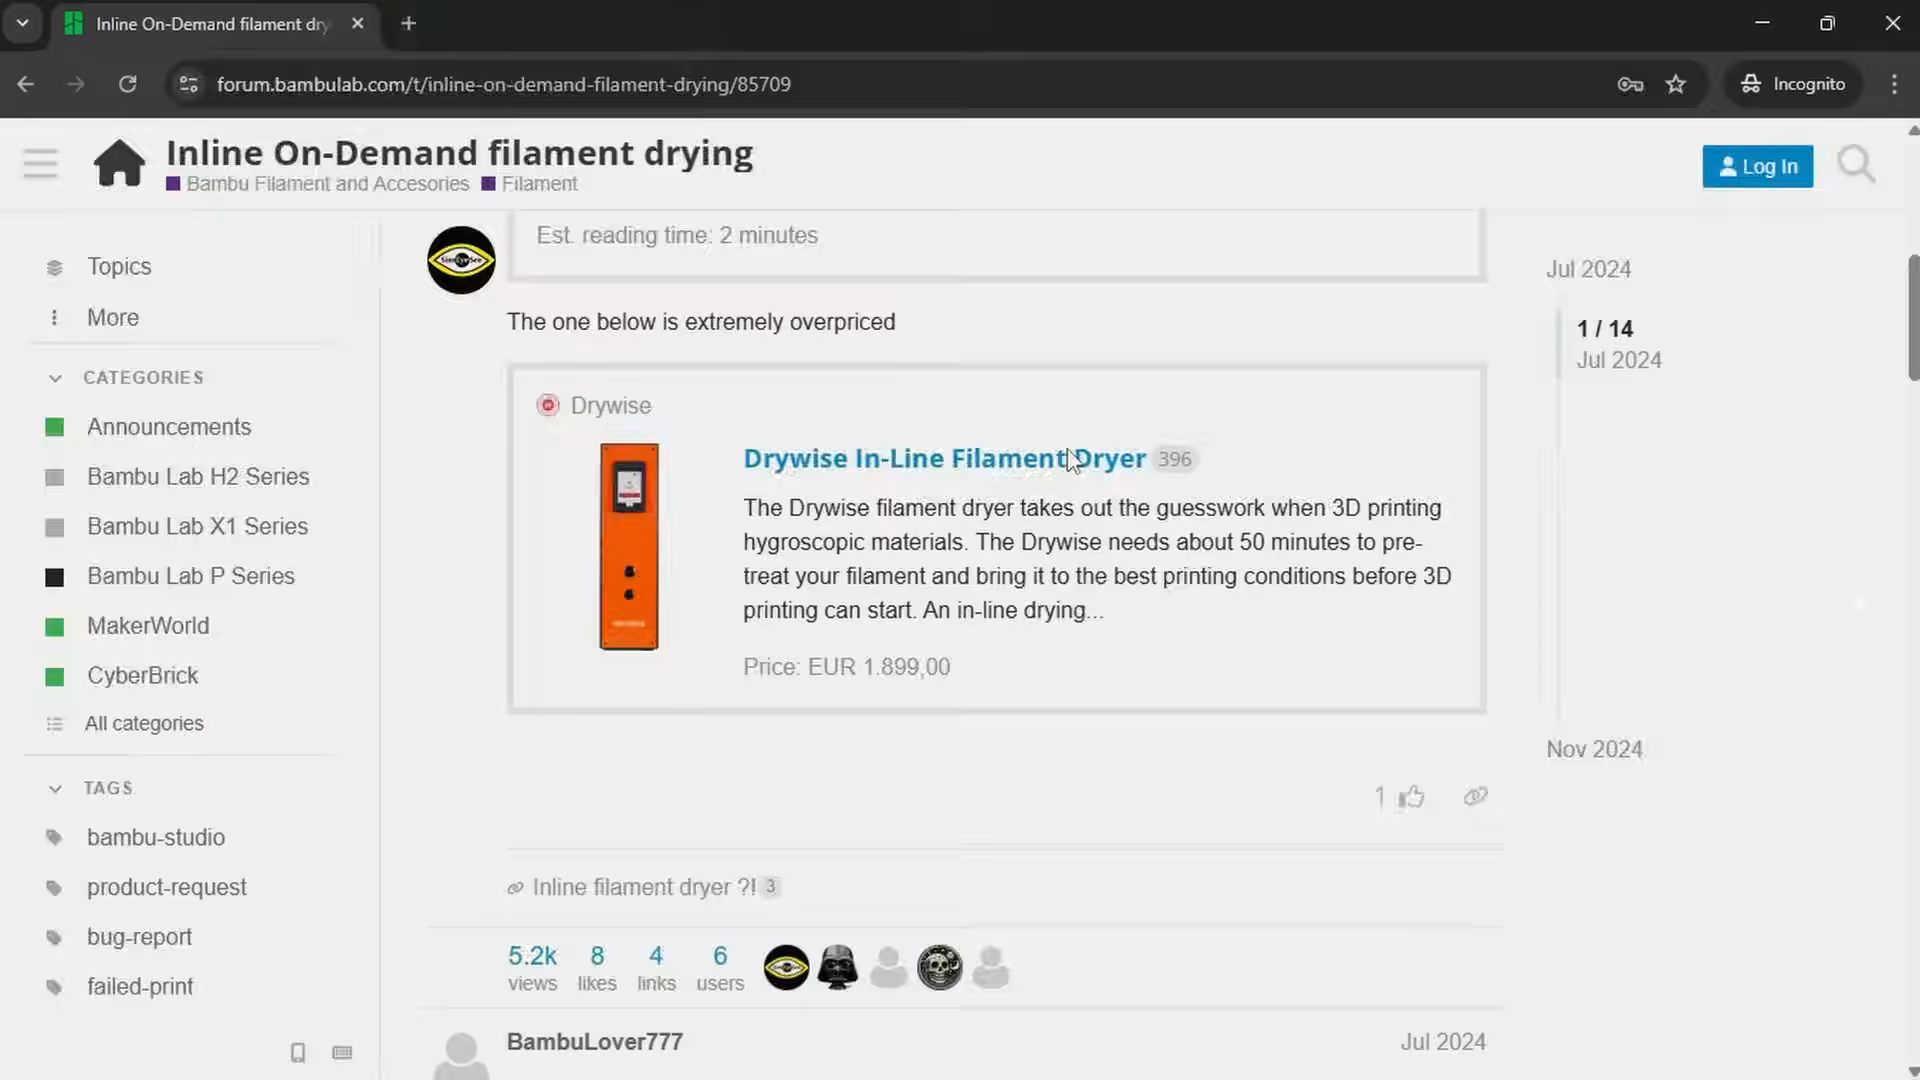 Inline On-Demand filament dry
forum.bambulab.com/t/inline-on-demand-filament-drying/85709
Incognito
Inline On-Demand filament drying
Bambu Filament and Accesories Filament
Log In
Topics
More
CATEGORIES
Announcements
Bambu Lab H2 Series
Bambu Lab X1 Series
Bambu Lab P Series
MakerWorld
CyberBrick
All categories
TAGS
bambu-studio
product-request
bug-report
failed-print
Est. reading time: 2 minutes
The one below is extremely overpriced
Drywise
Drywise In-Line Filament Dryer 396
The Drywise filament dryer takes out the guesswork when 3D printing
hygroscopic materials. The Drywise needs about 50 minutes to pre-
treat your filament and bring it to the best printing conditions before 3D
printing can start. An in-line drying...
Price: EUR 1.899,00
1
Inline filament dryer ?! 3
5.2k 8 4 6
views likes links users
BambuLover777 Jul 2024
Jul 2024
1 / 14
Jul 2024
Nov 2024